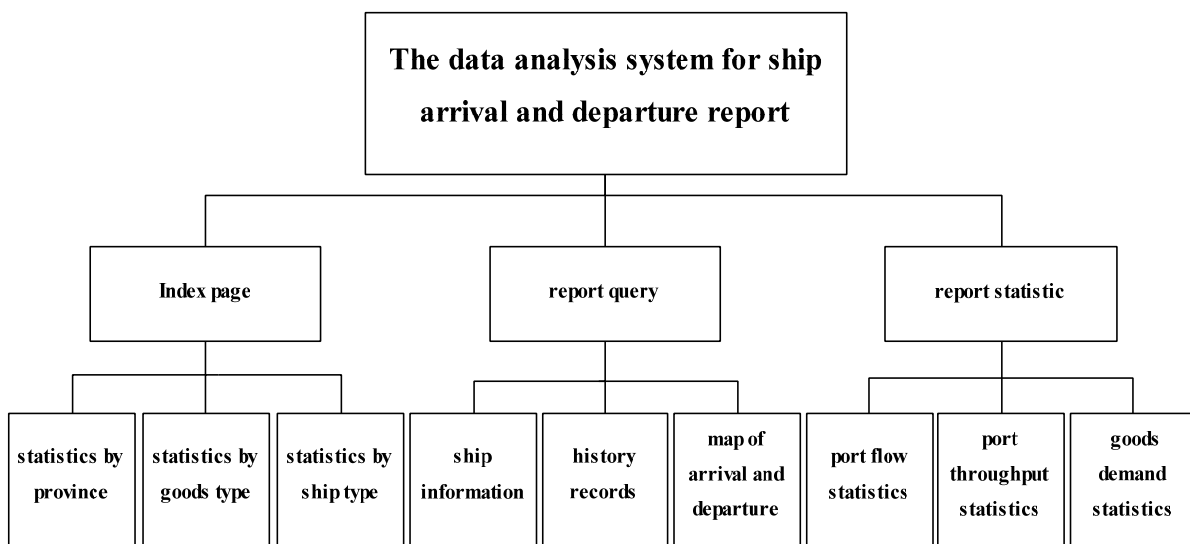 The data analysis system for ship
arrival and departure report
Index page
report query
report statistic
statistics by
province
statistics by
goods type
statistics by
ship type
ship
information
history
records
map of
arrival and
departure
port flow
statistics
port
throughput
statistics
goods
demand
statistics